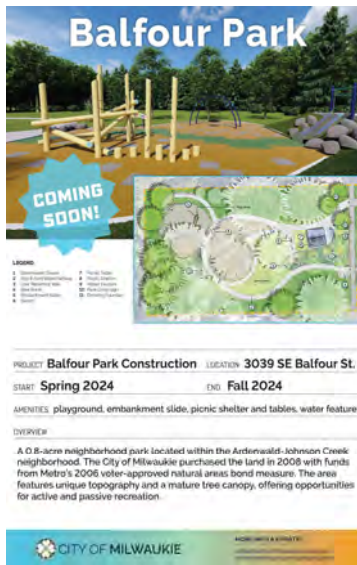 Balfour Park
COMING
SOON!
LEGEND
PROJECT Balfour Park Construction LOCATION 3039 SE Balfour St.
START Spring 2024 END Fall 2024
AMENITIES playground, embankment slide, picnic shelter and tables, water feature
OVERVIEW
A 0.8-acre neighborhood park located within the Ardenwald-Johnson Creek
neighborhood. The City of Milwaukie purchased the land in 2008 with funds
from Metro's 2006 voter-approved natural areas bond measure. The area
features unique topography and a mature tree canopy, offering opportunities
for active and passive recreation.
CITY OF MILWAUKIE